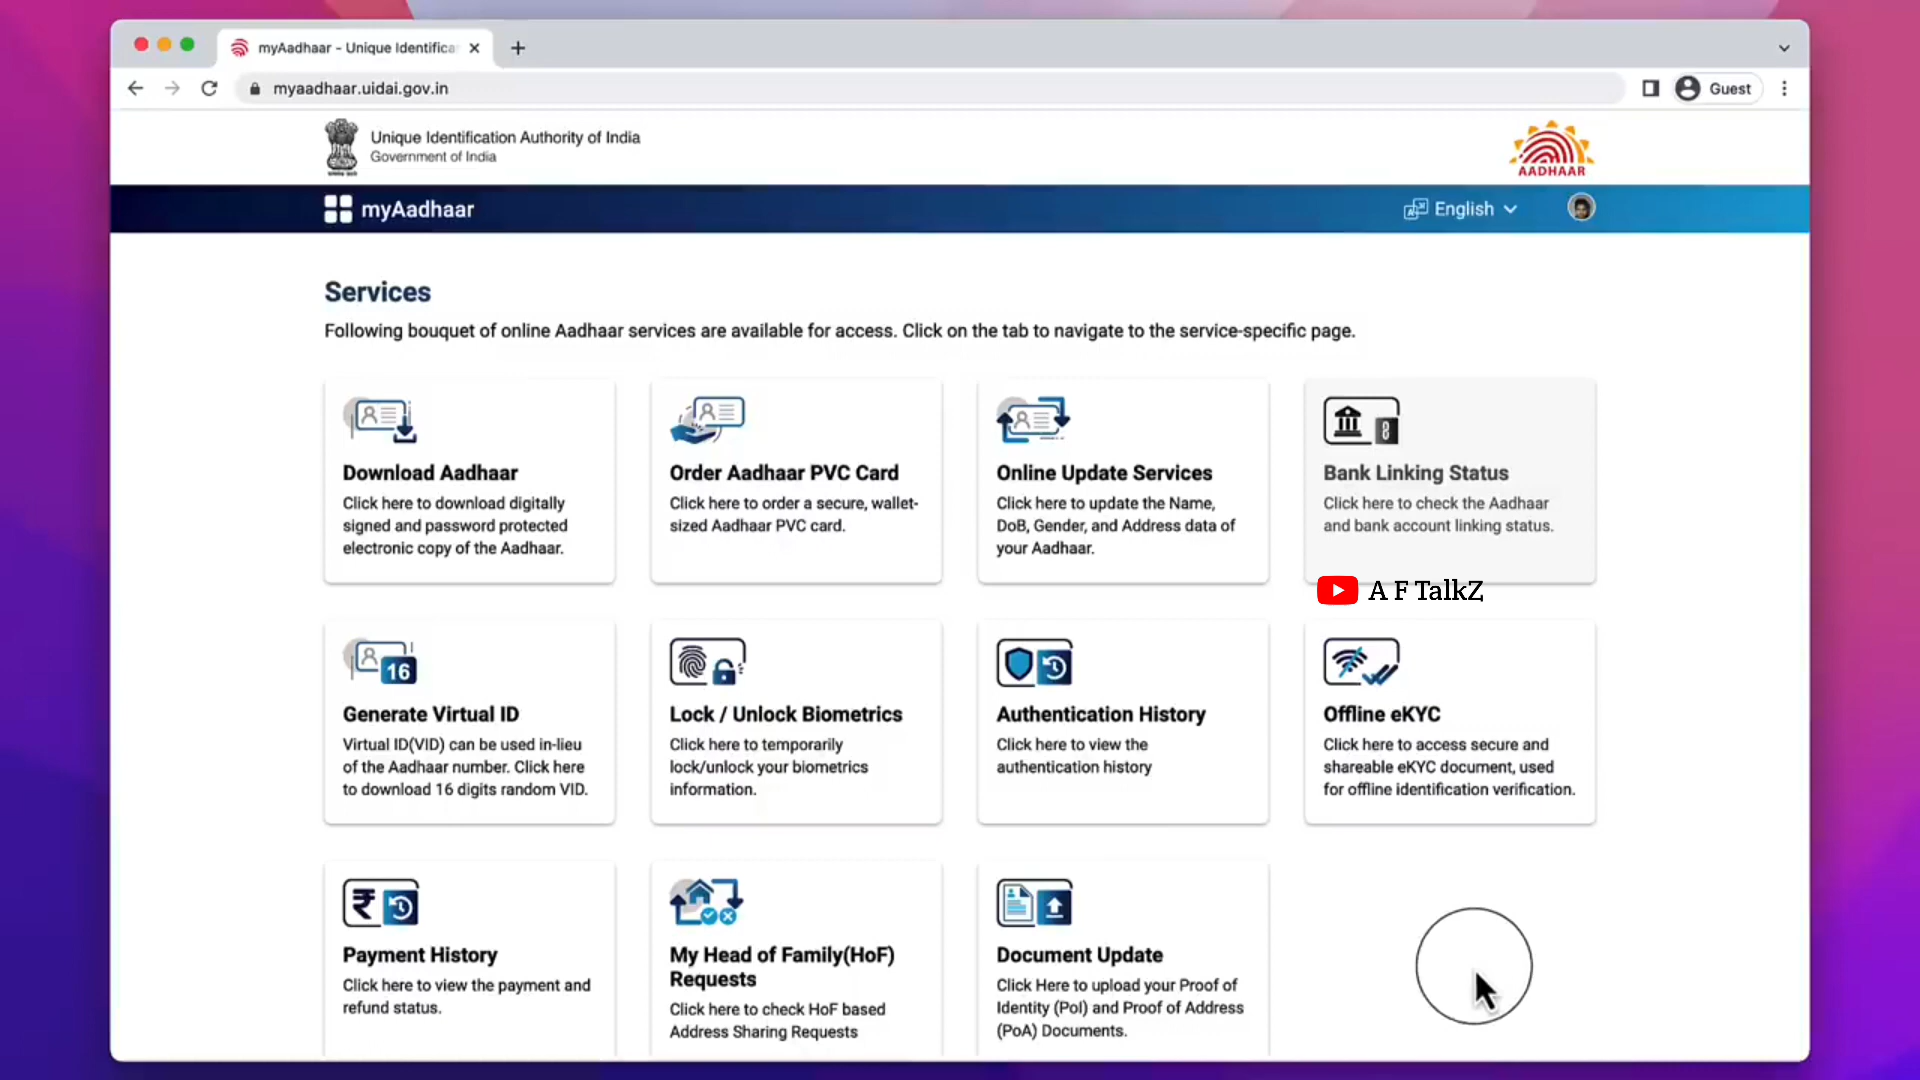 myAadhaar - Unique Identifica
myaadhaar.uidai.gov.in
Guest
Unique Identification Authority of India
Government of India
AADHAAR
myAadhaar
English
Services
Following bouquet of online Aadhaar services are available for access. Click on the tab to navigate to the service-specific page.
Download Aadhaar
Click here to download digitally
signed and password protected
electronic copy of the Aadhaar.
Order Aadhaar PVC Card
Click here to order a secure, wallet-
sized Aadhaar PVC card.
Online Update Services
Click here to update the Name,
DoB, Gender, and Address data of
your Aadhaar.
Bank Linking Status
Click here to check the Aadhaar
and bank account linking status.
A F TalkZ
16
Generate Virtual ID
Virtual ID(VID) can be used in-lieu
of the Aadhaar number. Click here
to download 16 digits random VID.
Lock / Unlock Biometrics
Click here to temporarily
lock/unlock your biometrics
information.
Authentication History
Click here to view the
authentication history
Offline eKYC
Click here to access secure and
shareable eKYC document, used
for offline identification verification.
₹
Payment History
Click here to view the payment and
refund status.
My Head of Family(HoF)
Requests
Click here to check HoF based
Address Sharing Requests
Document Update
Click Here to upload your Proof of
Identity (PoI) and Proof of Address
(PoA) Documents.